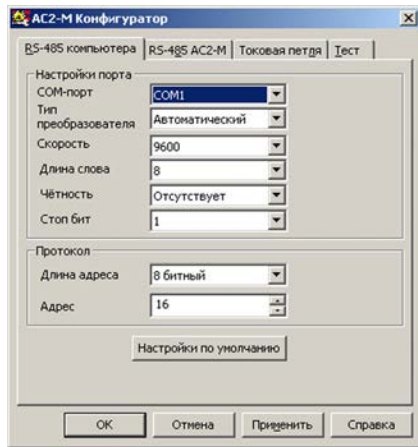 AC2-M Конфигуратор
RS-485 компьютера RS-485 AC2-M Токовая петля Тест
Настройки порта
COM-порт COM1
Тип преобразователя Автоматический
Скорость 9600
Длина слова 8
Чётность Отсутствует
Стоп бит 1
Протокол
Длина адреса 8 битный
Адрес 16
Настройки по умолчанию
OK Отмена Применить Справка